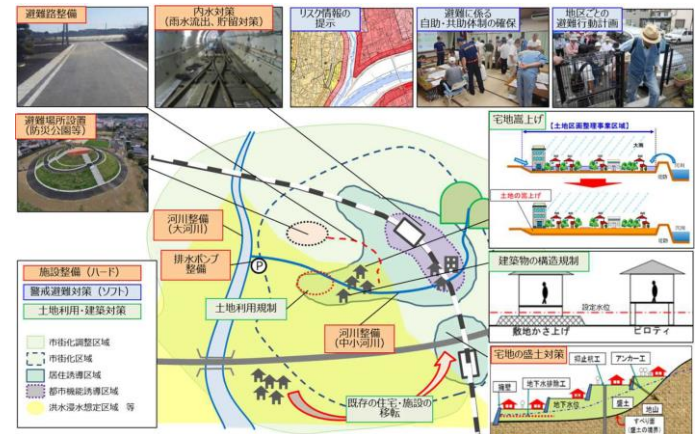 避難路整備
内水対策
(雨水流出、貯留対策)
リスク情報の
提示
避難に係る
自助・共助体制の確保
地区ごとの
避難行動計画
避難場所設置
(防災公園等)
宅地嵩上げ
【土地区画整理事業区域】
土地の嵩上げ
河川整備
(大河川)
排水ポンプ
整備
P
土地利用規制
河川整備
(中小河川)
既存の住宅・施設の
移転
建築物の構造規制
設定水位
敷地かさ上げ
ピロティ
宅地の盛土対策
抑止杭工
アンカー工
擁壁
地下水排除工
地下水位
盛土
地山
すべり面
(盛土の境界)
施設整備(ハード)
警戒避難対策(ソフト)
土地利用・建築対策
市街化調整区域
市街化区域
居住誘導区域
都市機能誘導区域
洪水浸水想定区域 等